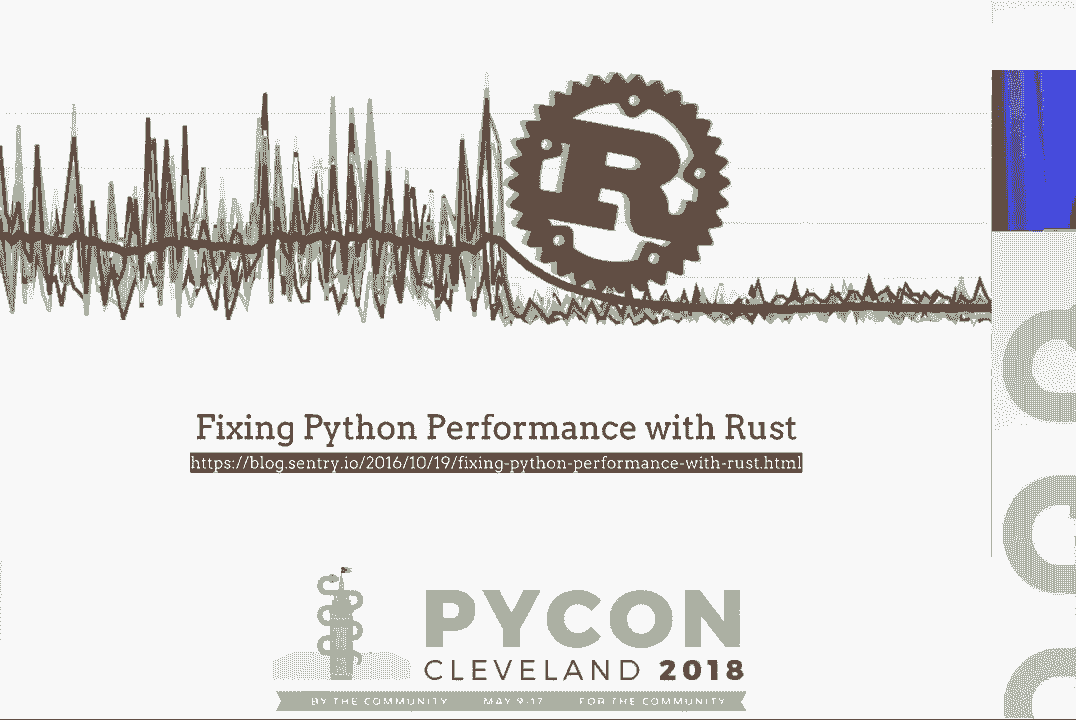 R
Fixing Python Performance with Rust
https://blog.sentry.io/2016/10/19/fixing-python-performance-with-rust.html
PYCON
CLEVELAND 2018
BY THE COMMUNITY MAY 9-17 FOR THE COMMUNITY